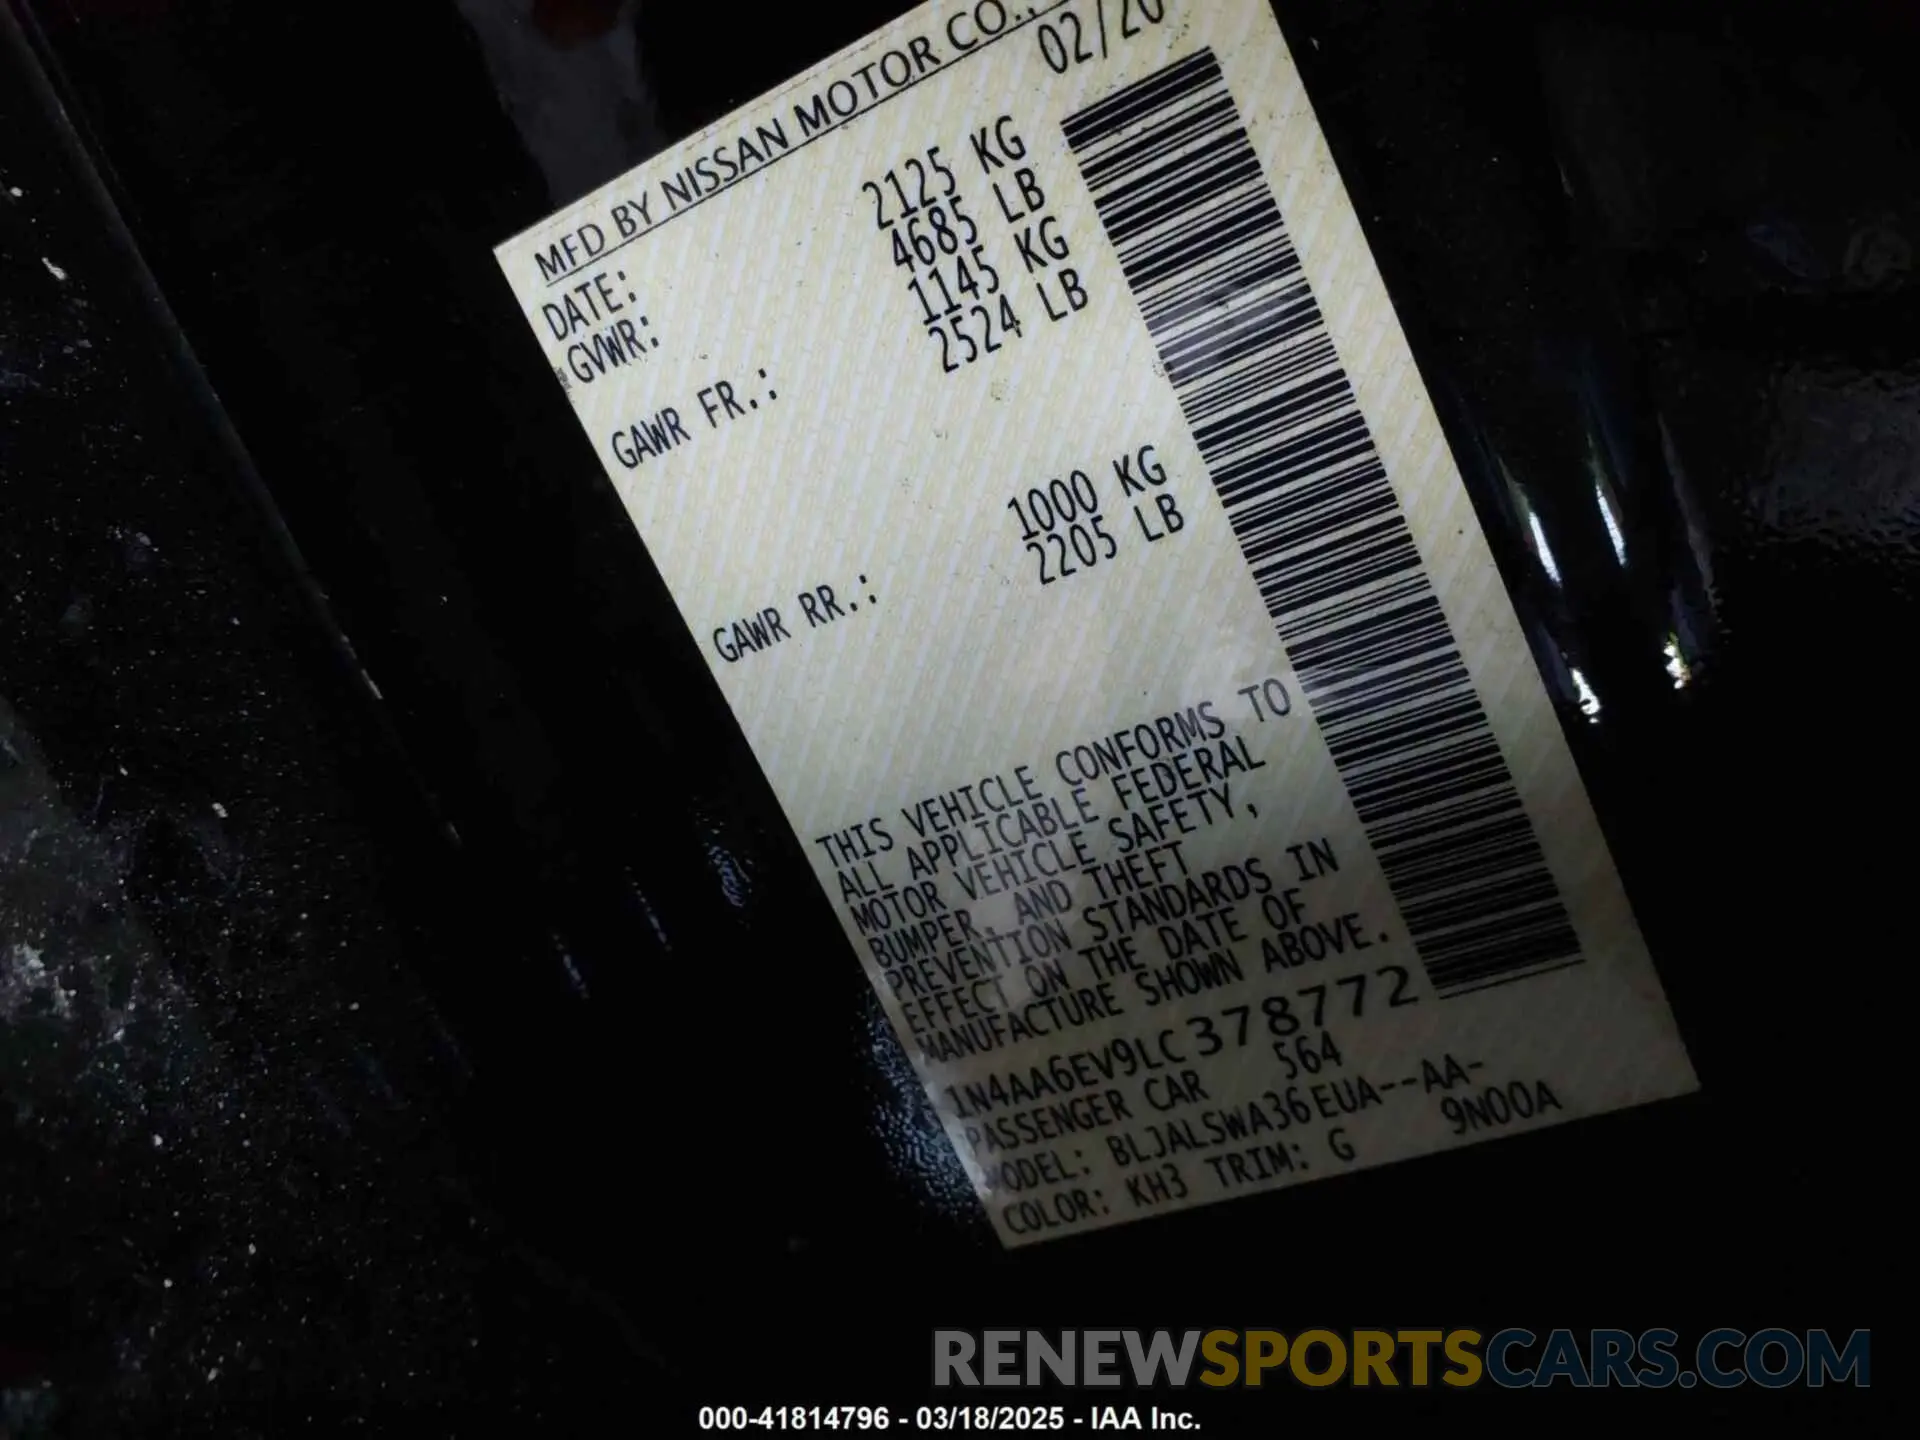 MFD BY NISSAN MOTOR CO.,
DATE: 02/20
GVWR: 2125 KG
4685 LB
GAWR FR.: 1145 KG
2524 LB
GAWR RR.: 1000 KG
2205 LB
THIS VEHICLE CONFORMS TO
ALL APPLICABLE FEDERAL
MOTOR VEHICLE SAFETY,
BUMPER, AND THEFT
PREVENTION STANDARDS IN
EFFECT ON THE DATE OF
MANUFACTURE SHOWN ABOVE.
1N4AA6EV9LC378772
PASSENGER CAR 564
MODEL: BLJALSWA36EUA--AA-
9N00A
COLOR: KH3 TRIM: G
RENEWSPORTSCARS.COM
000-41814796 - 03/18/2025 - IAA Inc.